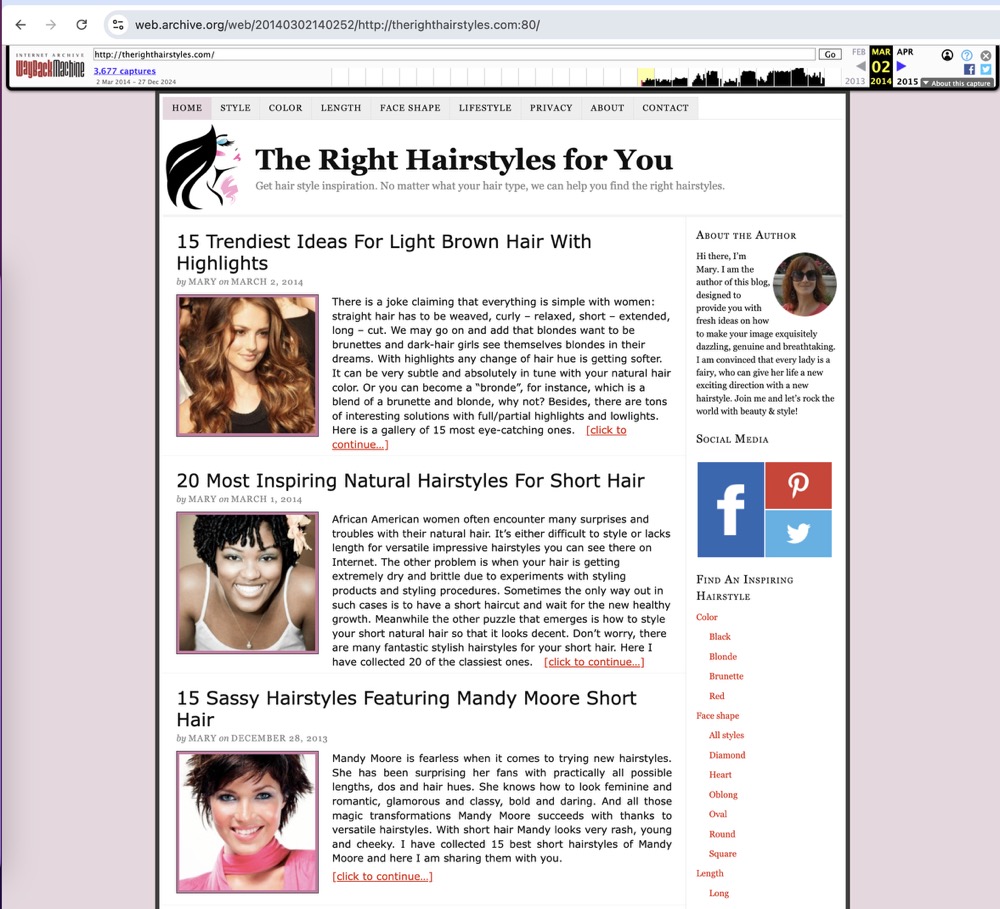 web.archive.org/web/20140302140252/http://therighthairstyles.com:80/
INTERNET ARCHIVE
WayBackMachine
http://therighthairstyles.com/
Go
3,677 captures
2 Mar 2014 – 27 Dec 2024
FEB MAR APR
02
2013 2014 2015
About this capture
HOME STYLE COLOR LENGTH FACE SHAPE LIFESTYLE PRIVACY ABOUT CONTACT
The Right Hairstyles for You
Get hair style inspiration. No matter what your hair type, we can help you find the right hairstyles.
15 Trendiest Ideas For Light Brown Hair With
Highlights
by MARY on MARCH 2, 2014
There is a joke claiming that everything is simple with women:
straight hair has to be weaved, curly – relaxed, short – extended,
long – cut. We may go on and add that blondes want to be
brunettes and dark-hair girls see themselves blondes in their
dreams. With highlights any change of hair hue is getting softer.
It can be very subtle and absolutely in tune with your natural hair
color. Or you can become a “bronde”, for instance, which is a
blend of a brunette and blonde, why not? Besides, there are tons
of interesting solutions with full/partial highlights and lowlights.
Here is a gallery of 15 most eye-catching ones. [click to
continue…]
20 Most Inspiring Natural Hairstyles For Short Hair
by MARY on MARCH 1, 2014
African American women often encounter many surprises and
troubles with their natural hair. It’s either difficult to style or lacks
length for versatile impressive hairstyles you can see there on
Internet. The other problem is when your hair is getting
extremely dry and brittle due to experiments with styling
products and styling procedures. Sometimes the only way out in
such cases is to have a short haircut and wait for the new healthy
growth. Meanwhile the other puzzle that emerges is how to style
your short natural hair so that it looks decent. Don’t worry, there
are many fantastic stylish hairstyles for your short hair. Here I
have collected 20 of the classiest ones. [click to continue…]
15 Sassy Hairstyles Featuring Mandy Moore Short
Hair
by MARY on DECEMBER 28, 2013
Mandy Moore is fearless when it comes to trying new hairstyles.
She has been surprising her fans with practically all possible
lengths, dos and hair hues. She knows how to look feminine and
romantic, glamorous and classy, bold and daring. And all those
magic transformations Mandy Moore succeeds with thanks to
versatile hairstyles. With short hair Mandy looks very rash, young
and cheeky. I have collected 15 best short hairstyles of Mandy
Moore and here I am sharing them with you.
[click to continue…]
About the Author
Hi there, I’m
Mary. I am the
author of this blog,
designed to
provide you with
fresh ideas on how
to make your image exquisitely
dazzling, genuine and breathtaking.
I am convinced that every lady is a
fairy, who can give her life a new
exciting direction with a new
hairstyle. Join me and let’s rock the
world with beauty & style!
Social Media
Find An Inspiring
Hairstyle
Color
Black
Blonde
Brunette
Red
Face shape
All styles
Diamond
Heart
Oblong
Oval
Round
Square
Length
Long